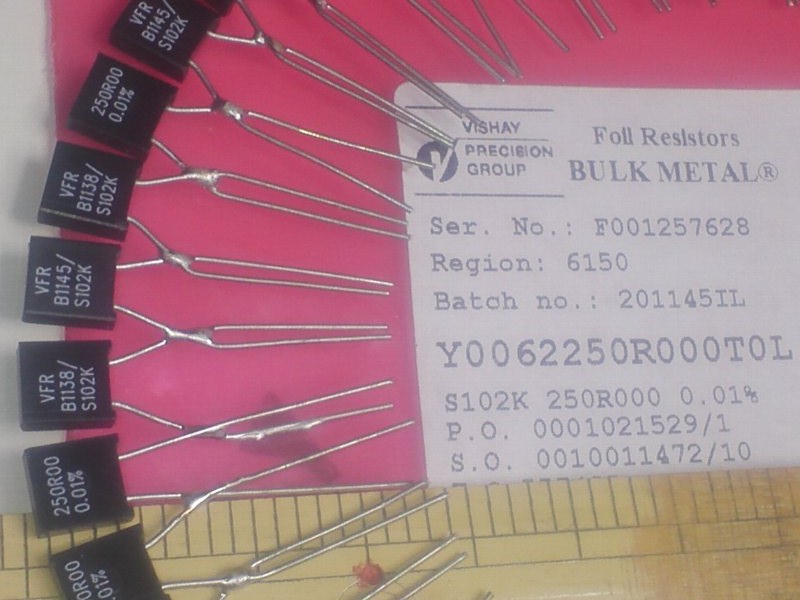 VFR
B1145/
S102K
250R00
0.01%
VFR
B1138/
S102K
VFR
B1145/
S102K
VFR
B1138/
S102K
250R00
0.01%
VISHAY
PRECISION
GROUP
Foil Resistors
BULK METAL®
Ser. No.: F001257628
Region: 6150
Batch no.: 201145IL
Y0062250R000T0L
S102K 250R000 0.01%
P.O. 0001021529/1
S.O. 0010011472/10